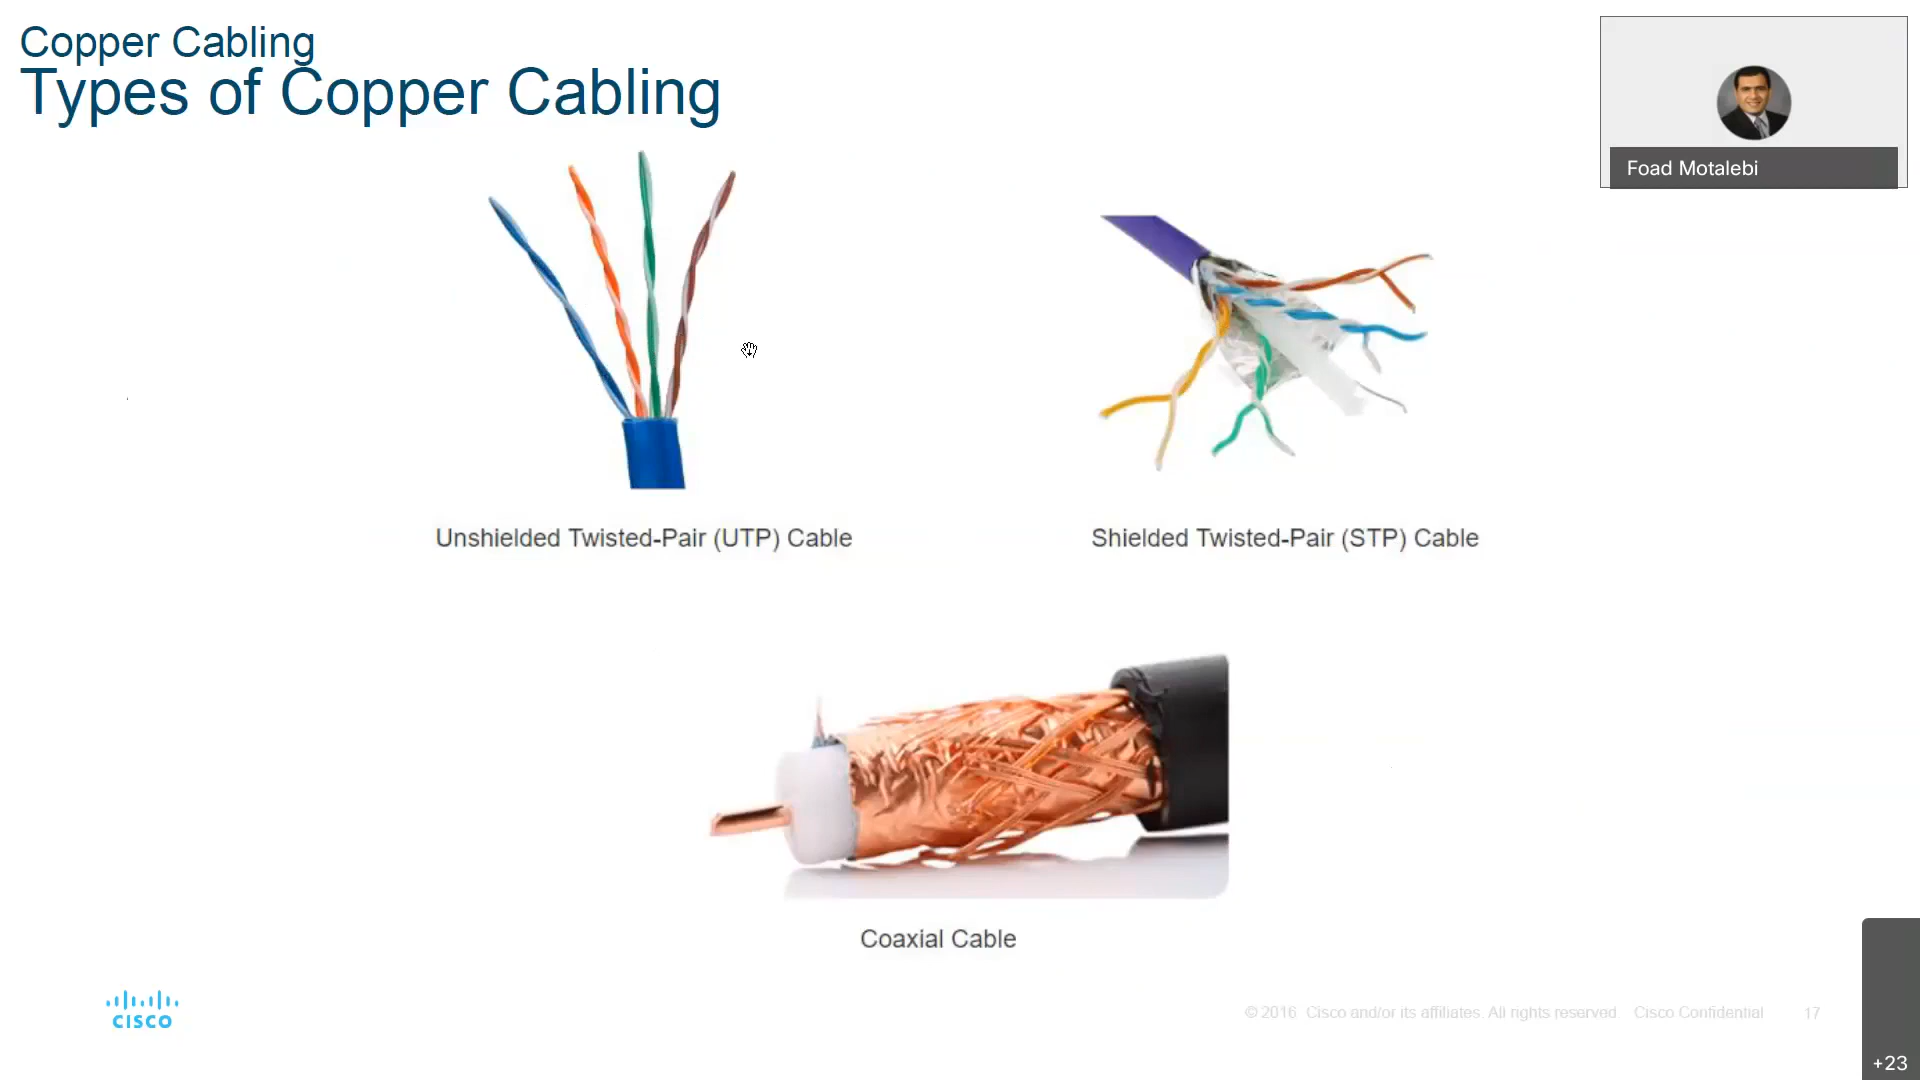 Copper Cabling
Types of Copper Cabling
Foad Motalebi
Unshielded Twisted-Pair (UTP) Cable
Shielded Twisted-Pair (STP) Cable
Coaxial Cable
CISCO
© 2016 Cisco and/or its affiliates. All rights reserved. Cisco Confidential 17
+23